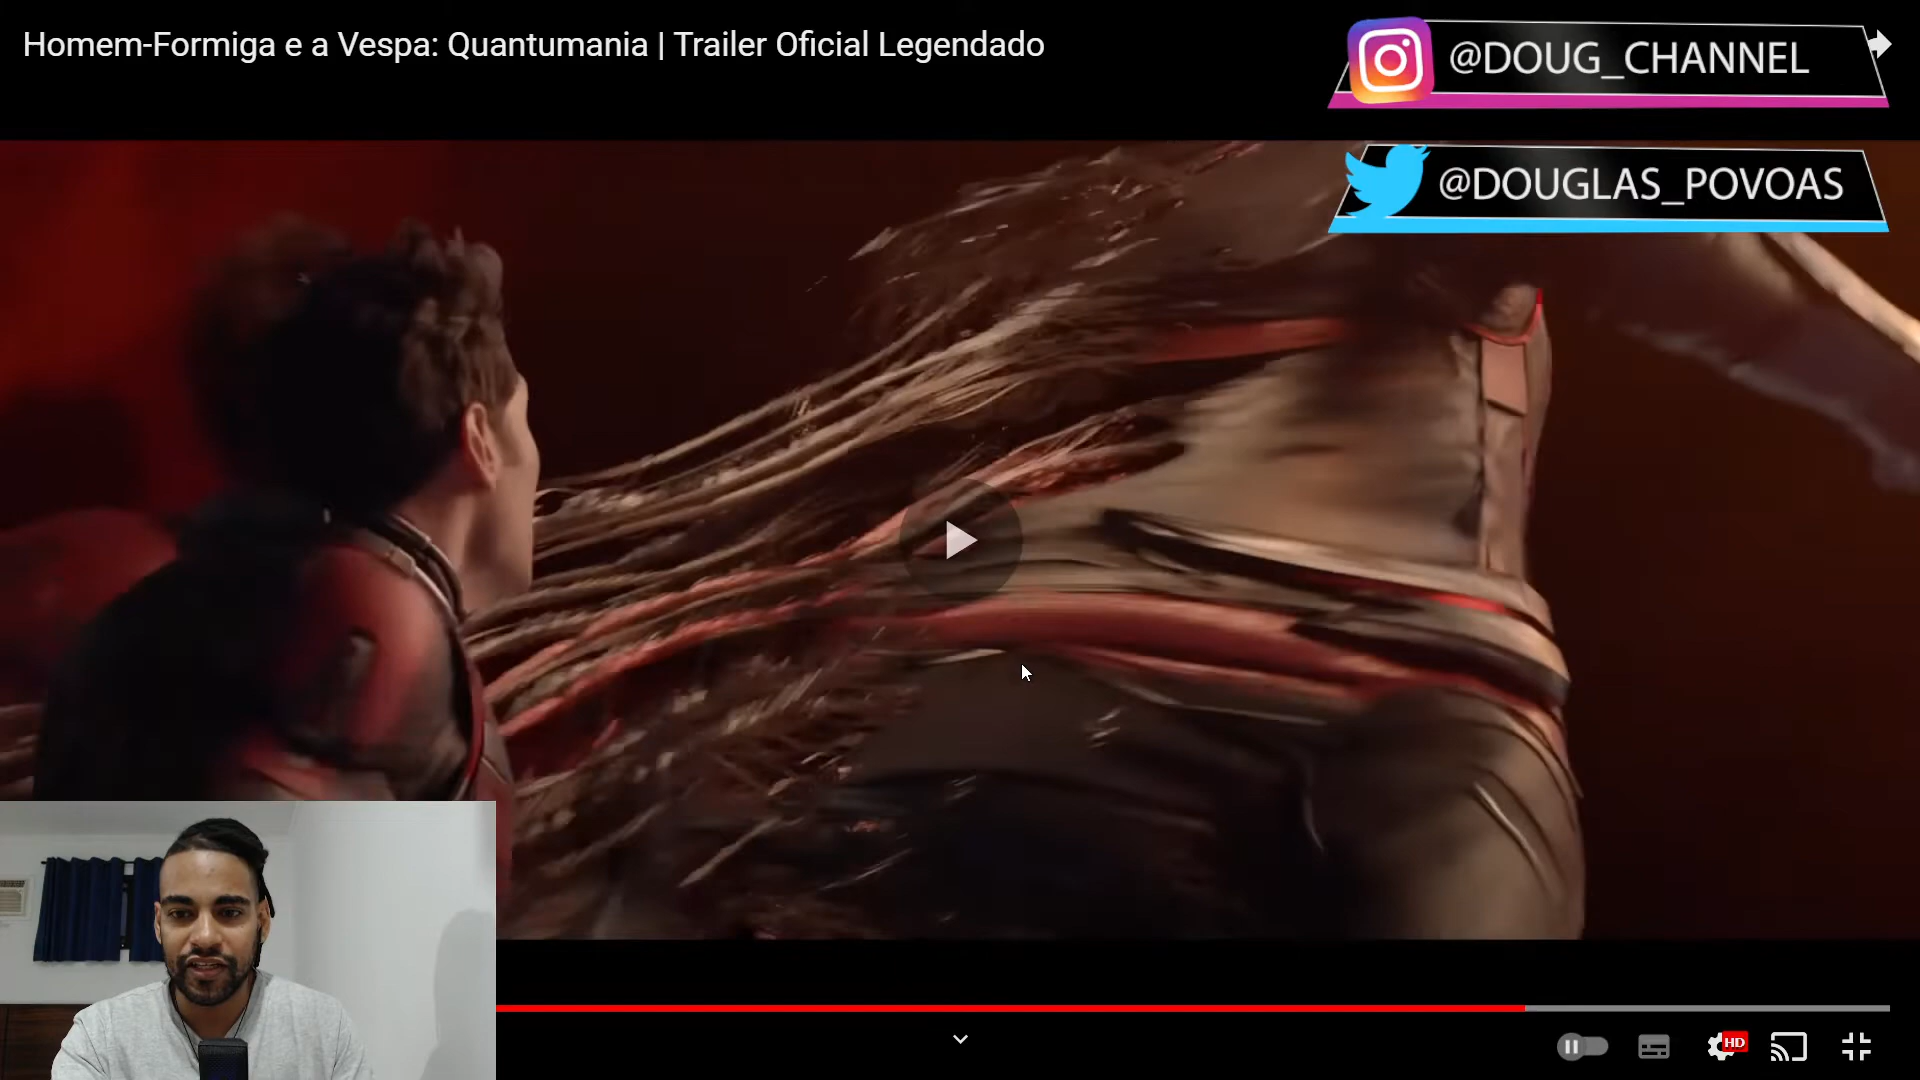 Homem-Formiga e a Vespa: Quantumania | Trailer Oficial Legendado
@DOUG_CHANNEL
@DOUGLAS_POVOAS
HD